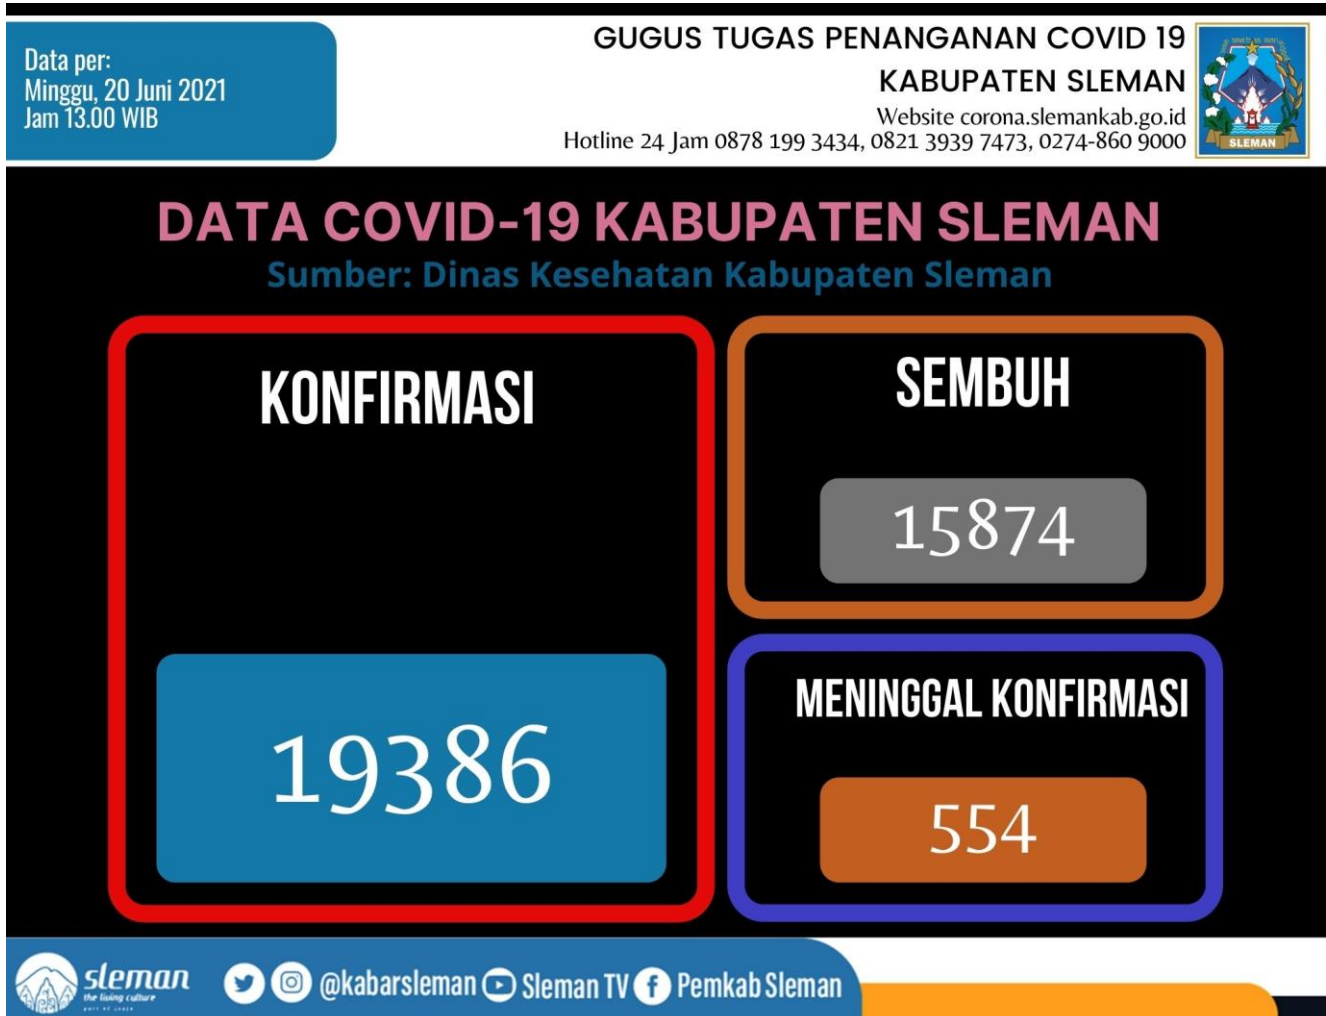 Data per:
Minggu, 20 Juni 2021
Jam 13.00 WIB
GUGUS TUGAS PENANGANAN COVID 19
KABUPATEN SLEMAN
Website corona.slemankab.go.id
Hotline 24 Jam 0878 199 3434, 0821 3939 7473, 0274-860 9000
SLEMAN
DATA COVID-19 KABUPATEN SLEMAN
Sumber: Dinas Kesehatan Kabupaten Sleman
KONFIRMASI
19386
SEMBUH
15874
MENINGGAL KONFIRMASI
554
sleman
the living culture
part of jogja
@kabarsleman Sleman TV Pemkab Sleman